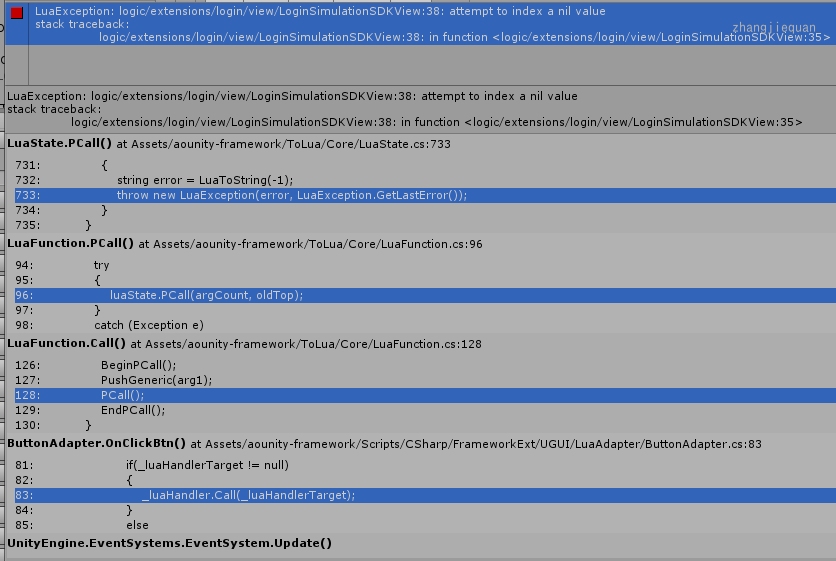 LuaException: logic/extensions/login/view/LoginSimulationSDKView:38: attempt to index a nil value
stack traceback:
zhangjiequan
logic/extensions/login/view/LoginSimulationSDKView:38: in function <logic/extensions/login/view/LoginSimulationSDKView:35>
LuaException: logic/extensions/login/view/LoginSimulationSDKView:38: attempt to index a nil value
stack traceback:
logic/extensions/login/view/LoginSimulationSDKView:38: in function <logic/extensions/login/view/LoginSimulationSDKView:35>
LuaState.PCall() at Assets/aounity-framework/ToLua/Core/LuaState.cs:733
731: {
732: string error = LuaToString(-1);
733: throw new LuaException(error, LuaException.GetLastError());
734: }
735: }
LuaFunction.PCall() at Assets/aounity-framework/ToLua/Core/LuaFunction.cs:96
94: try
95: {
96: luaState.PCall(argCount, oldTop);
97: }
98: catch (Exception e)
LuaFunction.Call() at Assets/aounity-framework/ToLua/Core/LuaFunction.cs:128
126: BeginPCall();
127: PushGeneric(arg1);
128: PCall();
129: EndPCall();
130: }
ButtonAdapter.OnClickBtn() at Assets/aounity-framework/Scripts/CSharp/FrameworkExt/UGUI/LuaAdapter/ButtonAdapter.cs:83
81: if(_luaHandlerTarget != null)
82: {
83: _luaHandler.Call(_luaHandlerTarget);
84: }
85: else
UnityEngine.EventSystems.EventSystem.Update()